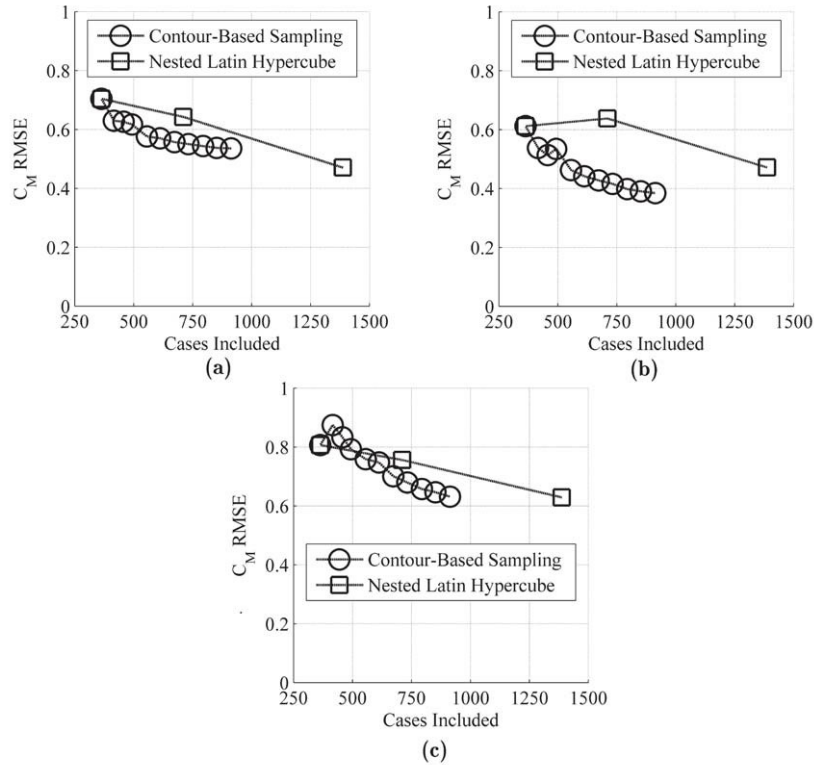 1
Contour-Based Sampling
Nested Latin Hypercube
0.8
0.6
0.4
0.2
0
C_M RMSE
250 500 750 1000 1250 1500
Cases Included
(a)
1
Contour-Based Sampling
Nested Latin Hypercube
0.8
0.6
0.4
0.2
0
C_M RMSE
250 500 750 1000 1250 1500
Cases Included
(b)
1
0.8
0.6
Contour-Based Sampling
Nested Latin Hypercube
0.4
0.2
0
C_M RMSE
250 500 750 1000 1250 1500
Cases Included
(c)